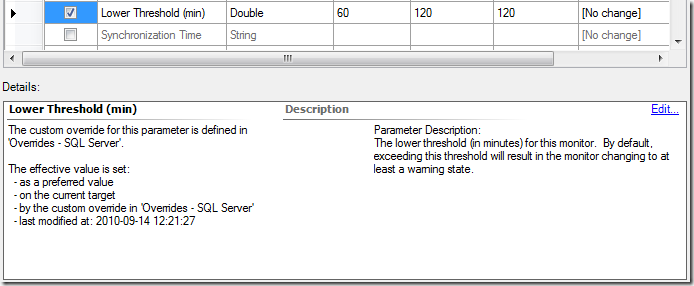 Lower Threshold (min) Double 60 120 120 [No change]
Synchronization Time String [No change]
Details:
Lower Threshold (min) Description Edit...
The custom override for this parameter is defined in
'Overrides - SQL Server'.
The effective value is set:
- as a preferred value
- on the current target
- by the custom override in 'Overrides - SQL Server'
- last modified at: 2010-09-14 12:21:27
Parameter Description:
The lower threshold (in minutes) for this monitor. By default,
exceeding this threshold will result in the monitor changing to at
least a warning state.